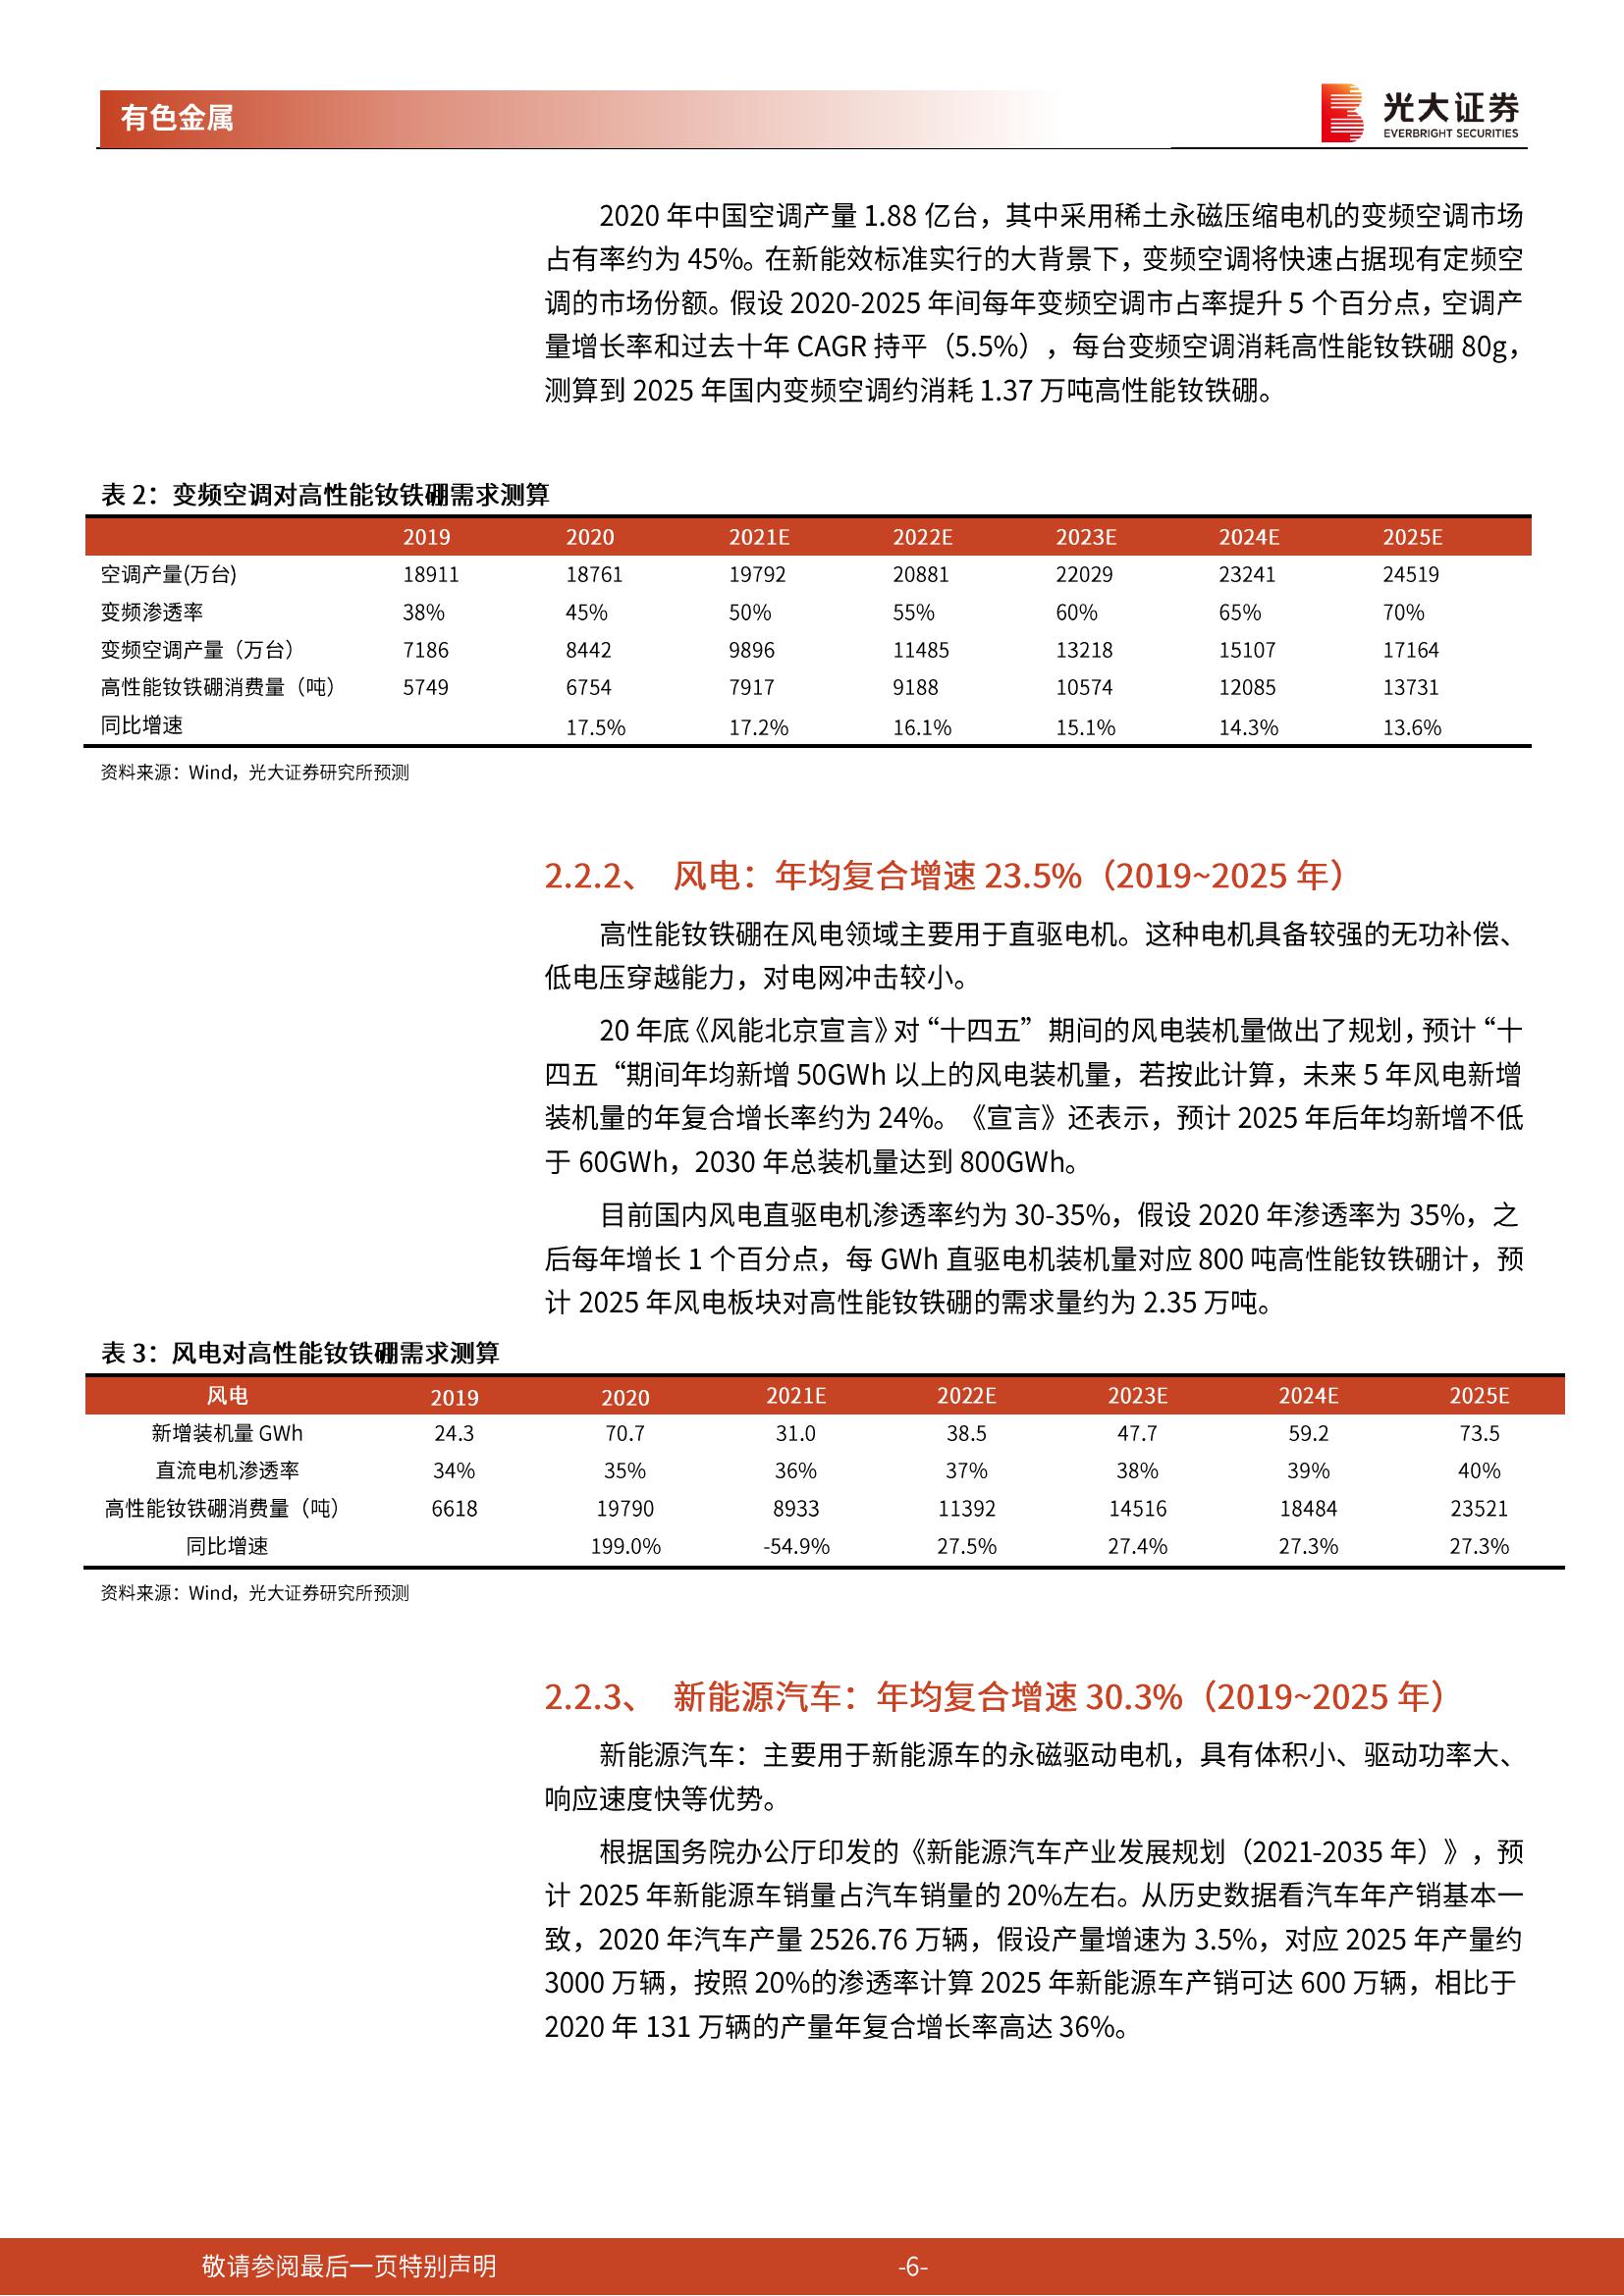 有色金属
光大证券
EVERBRIGHT SECURITIES
2020 年中国空调产量 1.88 亿台，其中采用稀土永磁压缩电机的变频空调市场
占有率约为 45%。在新能效标准实行的大背景下，变频空调将快速占据现有定频空
调的市场份额。假设 2020-2025 年间每年变频空调市占率提升 5 个百分点，空调产
量增长率和过去十年 CAGR 持平（5.5%），每台变频空调消耗高性能钕铁硼 80g，
测算到 2025 年国内变频空调约消耗 1.37 万吨高性能钕铁硼。
表 2：变频空调对高性能钕铁硼需求测算
2019 2020 2021E 2022E 2023E 2024E 2025E
空调产量(万台) 18911 18761 19792 20881 22029 23241 24519
变频渗透率 38% 45% 50% 55% 60% 65% 70%
变频空调产量（万台） 7186 8442 9896 11485 13218 15107 17164
高性能钕铁硼消费量（吨） 5749 6754 7917 9188 10574 12085 13731
同比增速 17.5% 17.2% 16.1% 15.1% 14.3% 13.6%
资料来源：Wind，光大证券研究所预测
2.2.2、 风电：年均复合增速 23.5%（2019~2025 年）
高性能钕铁硼在风电领域主要用于直驱电机。这种电机具备较强的无功补偿、
低电压穿越能力，对电网冲击较小。
20 年底《风能北京宣言》对“十四五”期间的风电装机量做出了规划，预计“十
四五“期间年均新增 50GWh 以上的风电装机量，若按此计算，未来 5 年风电新增
装机量的年复合增长率约为 24%。《宣言》还表示，预计 2025 年后年均新增不低
于 60GWh，2030 年总装机量达到 800GWh。
目前国内风电直驱电机渗透率约为 30-35%，假设 2020 年渗透率为 35%，之
后每年增长 1 个百分点，每 GWh 直驱电机装机量对应 800 吨高性能钕铁硼计，预
计 2025 年风电板块对高性能钕铁硼的需求量约为 2.35 万吨。
表 3：风电对高性能钕铁硼需求测算
风电 2019 2020 2021E 2022E 2023E 2024E 2025E
新增装机量 GWh 24.3 70.7 31.0 38.5 47.7 59.2 73.5
直流电机渗透率 34% 35% 36% 37% 38% 39% 40%
高性能钕铁硼消费量（吨） 6618 19790 8933 11392 14516 18484 23521
同比增速 199.0% -54.9% 27.5% 27.4% 27.3% 27.3%
资料来源：Wind，光大证券研究所预测
2.2.3、 新能源汽车：年均复合增速 30.3%（2019~2025 年）
新能源汽车：主要用于新能源车的永磁驱动电机，具有体积小、驱动功率大、
响应速度快等优势。
根据国务院办公厅印发的《新能源汽车产业发展规划（2021-2035 年）》，预
计 2025 年新能源车销量占汽车销量的 20%左右。从历史数据看汽车年产销基本一
致，2020 年汽车产量 2526.76 万辆，假设产量增速为 3.5%，对应 2025 年产量约
3000 万辆，按照 20%的渗透率计算 2025 年新能源车产销可达 600 万辆，相比于
2020 年 131 万辆的产量年复合增长率高达 36%。
敬请参阅最后一页特别声明 -6-